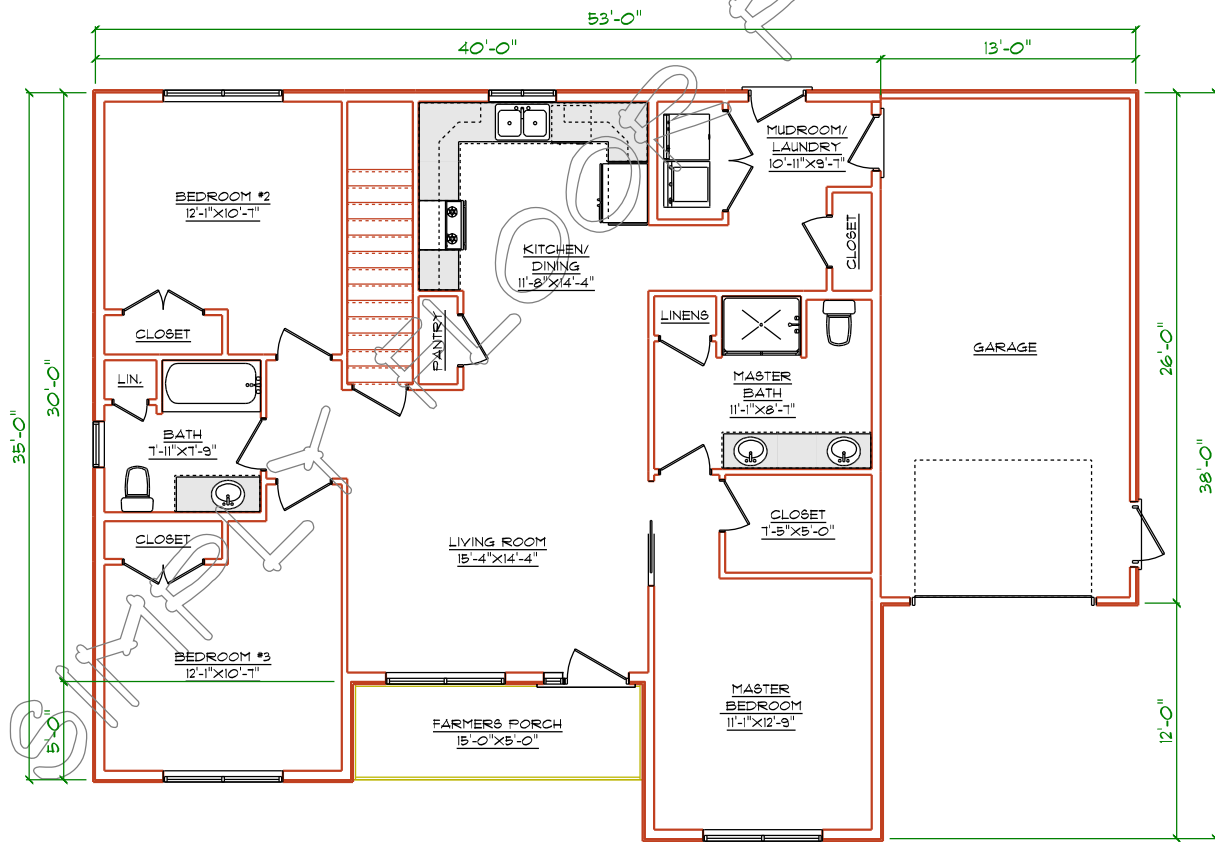 53'-0"
40'-0"
13'-0"
BEDROOM #2
12'-1"X10'-7"
MUDROOM/
LAUNDRY
10'-11"X9'-7"
CLOSET
KITCHEN/
DINING
11'-8"X14'-4"
CLOSET
PANTRY
LINENS
GARAGE
26'-0"
LIN.
MASTER
BATH
11'-1"X8'-7"
30'-0"
35'-0"
BATH
7'-11"X7'-9"
38'-0"
CLOSET
7'-5"X5'-0"
CLOSET
LIVING ROOM
15'-4"X14'-4"
BEDROOM #3
12'-1"X10'-7"
MASTER
BEDROOM
11'-1"X12'-9"
FARMERS PORCH
15'-0"X5'-0"
5'-0"
12'-0"
SIMPLY FLOOR